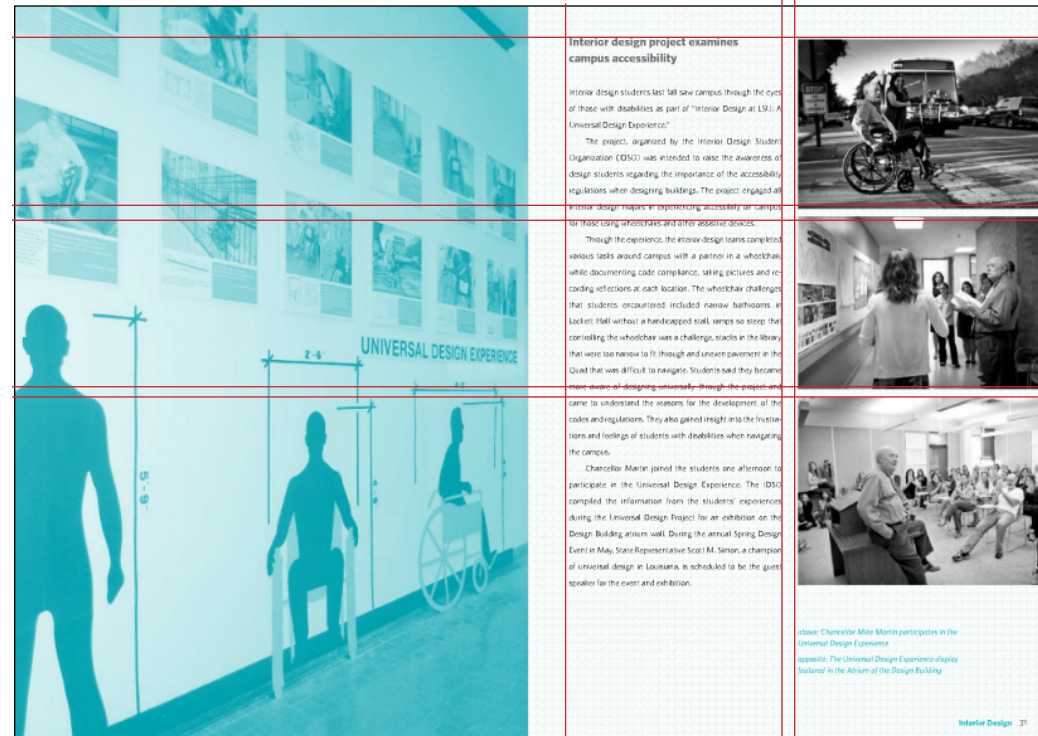 UNIVERSAL DESIGN EXPERIENCE
5'-9"
2'-6"
Interior design project examines
campus accessibility
Interior design students last fall saw campus through the eyes
of those with disabilities as part of "Interior Design at LSU: A
Universal Design Experience."
The project, organized by the Interior Design Student
Organization (IDSO) was intended to raise the awareness of
design students regarding the importance of the accessibility
regulations when designing buildings. The project engaged all
interior design majors in experiencing accessibility on campus
for those using wheelchairs and other assistive devices.
Through the experience, the interior design teams completed
various tasks around campus with a partner in a wheelchair,
while documenting code compliance, taking pictures and re-
cording reflections at each location. The wheelchair challenges
that students encountered included narrow bathrooms in
Lockett Hall without a handicapped stall, ramps so steep that
controlling the wheelchair was a challenge, stacks in the library
that were too narrow to fit through and uneven pavement in the
Quad that was difficult to navigate. Students said they became
more aware of designing universally through the project and
came to understand the reasons for the development of the
codes and regulations. They also gained insight into the frustra-
tions and feelings of students with disabilities when navigating
the campus.
Chancellor Martin joined the students one afternoon to
participate in the Universal Design Experience. The IDSO
compiled the information from the students' experiences
during the Universal Design Project for an exhibition on the
Design Building atrium wall. During the annual Spring Design
Event in May, State Representative Scott M. Simon, a champion
of universal design in Louisiana, is scheduled to be the guest
speaker for the event and exhibition.
STOP
above: Chancellor Mike Martin participates in the
Universal Design Experience
opposite: The Universal Design Experience display
featured in the Atrium of the Design Building
Interior Design 31